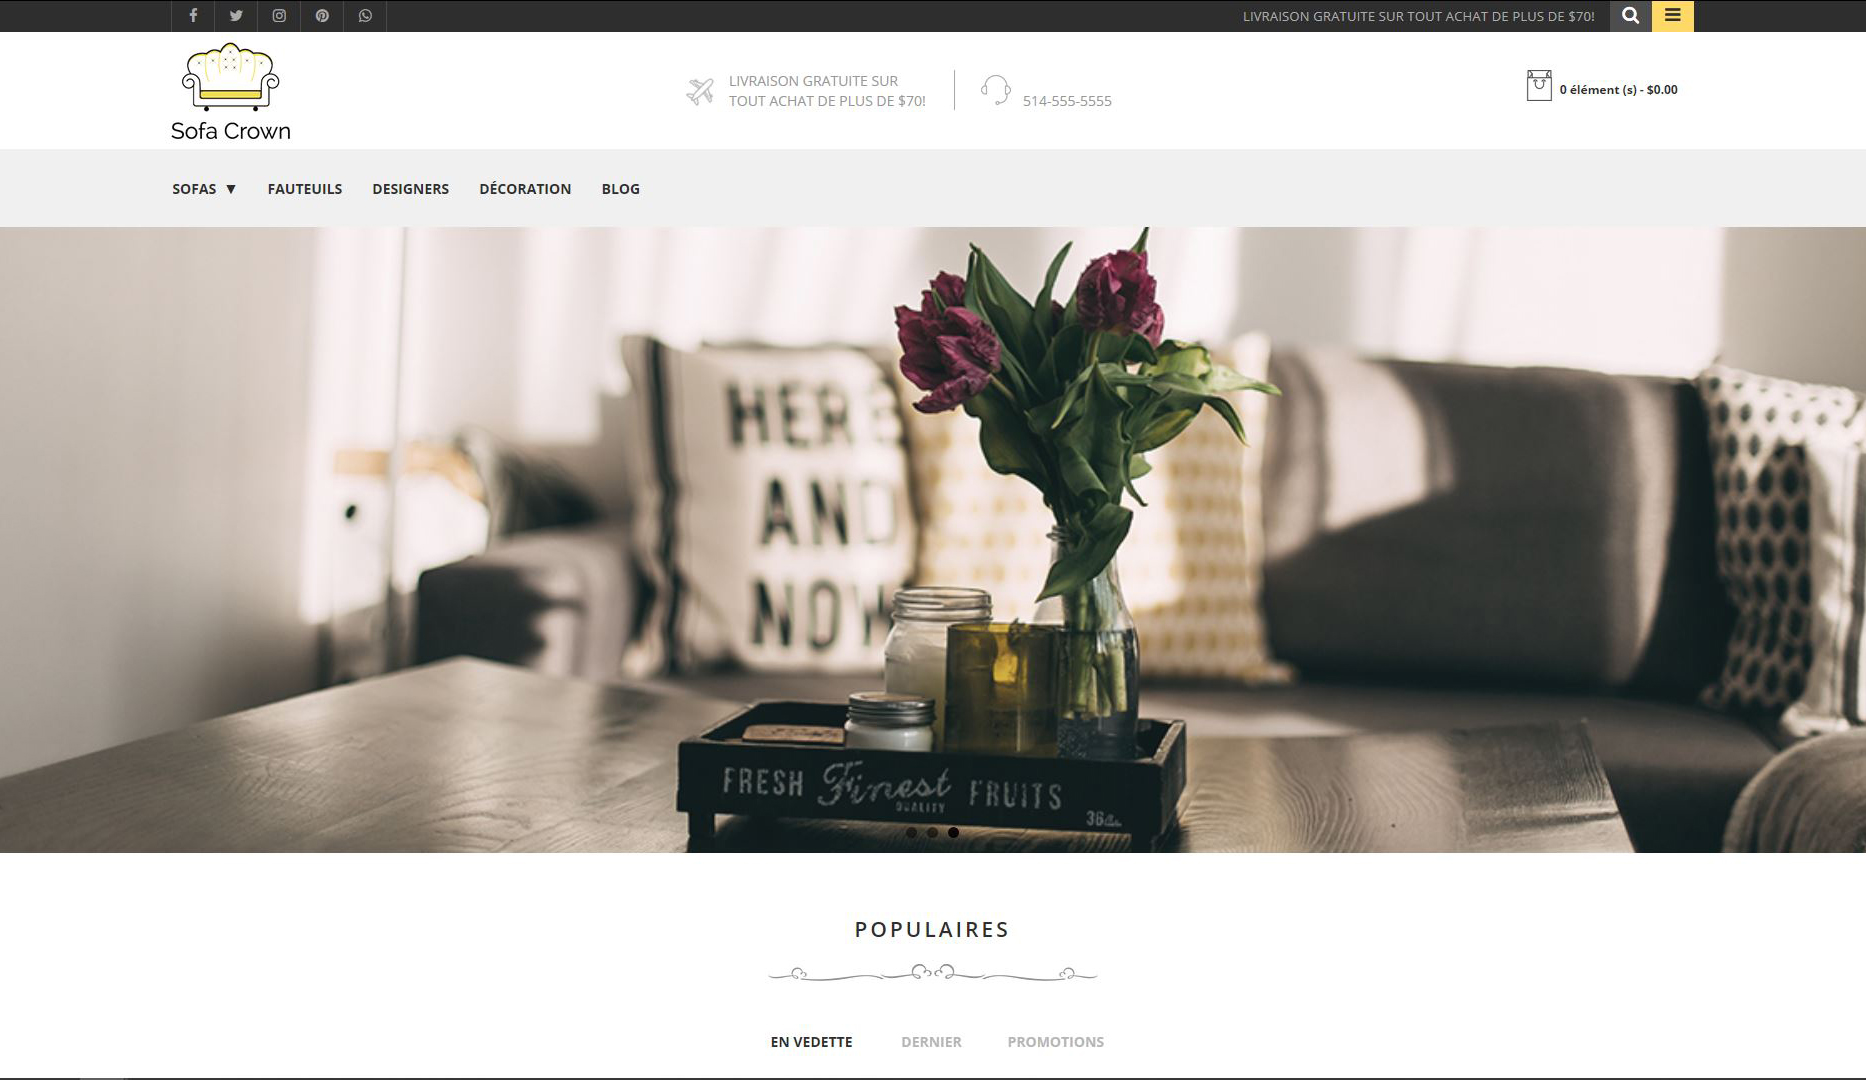 LIVRAISON GRATUITE SUR TOUT ACHAT DE PLUS DE $70!
Sofa Crown
LIVRAISON GRATUITE SUR
TOUT ACHAT DE PLUS DE $70!
514-555-5555
0 élément (s) - $0.00
SOFAS ▼ FAUTEUILS DESIGNERS DÉCORATION BLOG
HERE
AND
NOW
FRESH Finest FRUITS
QUALITY
POPULAIRES
EN VEDETTE DERNIER PROMOTIONS